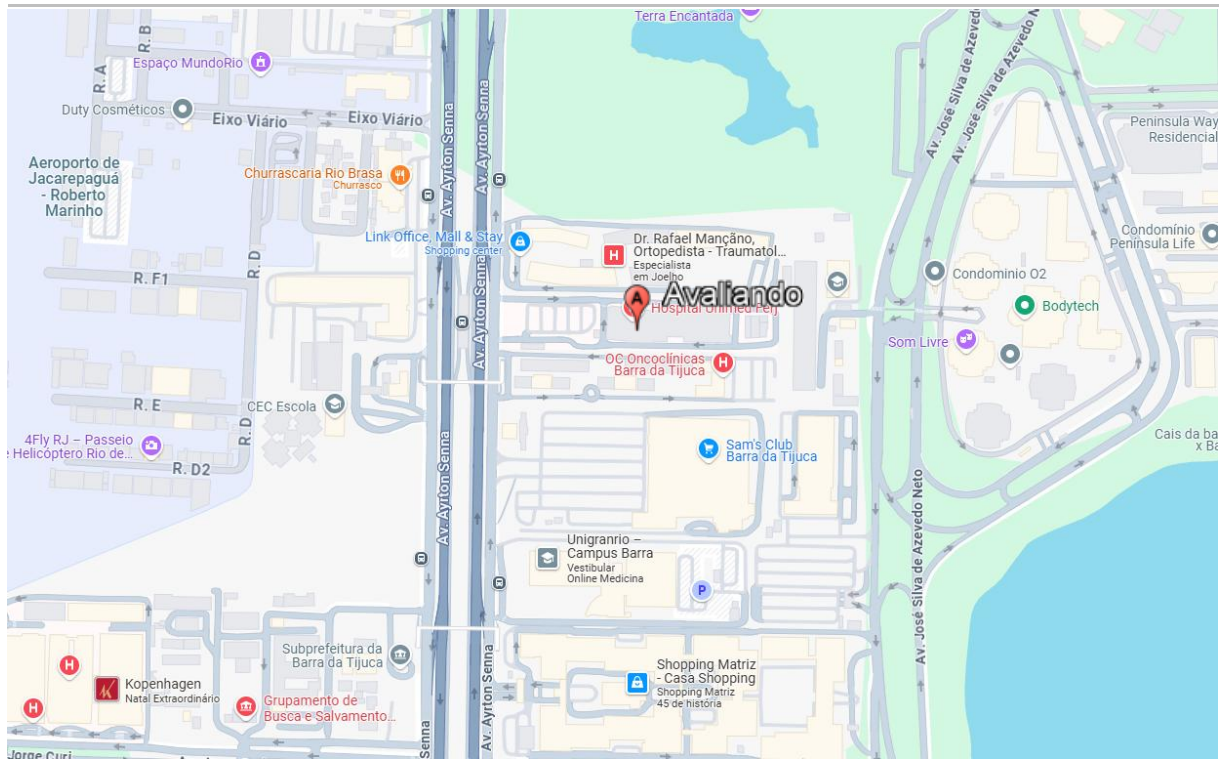 Terra Encantada
R. B
Espaço MundoRio
R. A
Duty Cosméticos
Eixo Viário
Eixo Viário
Av. Ayrton Senna
Av. Ayrton Senna
Av. José Silva de Azevedo Neto
Av. José Silva de Azevedo N
Peninsula Way
Residencial
Aeroporto de
Jacarepaguá
- Roberto
Marinho
Churrascaria Rio Brasa
Churrasco
Link Office, Mall & Stay
Shopping center
H
Dr. Rafael Mançãno,
Ortopedista - Traumatol...
Especialista
em Joelho
Condomínio
Península Life
R. F1
R. D
Condominio O2
A
Avaliando
Hospital Unimed Ferj
Bodytech
Av. Ayrton Senna
Som Livre
OC Oncoclínicas
Barra da Tijuca
H
R. E
CEC Escola
R. D
4Fly RJ – Passeio
e Helicóptero Rio de...
R. D2
Sam's Club
Barra da Tijuca
Cais da ba
x Ba
Av. Ayrton Senna
Av. Ayrton Senna
Unigranrio –
Campus Barra
Vestibular
Online Medicina
P
Av. José Silva de Azevedo Neto
Subprefeitura da
Barra da Tijuca
H
Kopenhagen
Natal Extraordinário
H
Grupamento de
Busca e Salvamento...
Shopping Matriz
- Casa Shopping
Shopping Matriz
45 de história
Av. Ayrton Senna
Senna
Jorge Curi